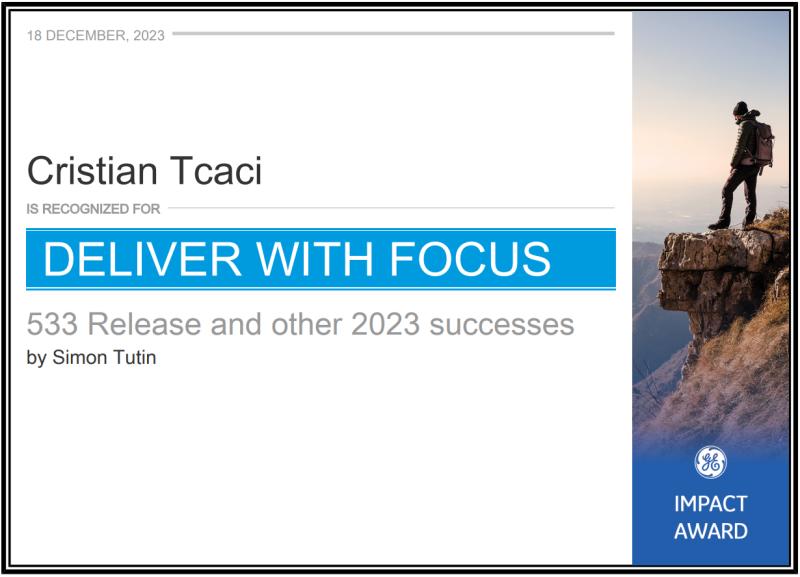 18 DECEMBER, 2023
Cristian Tcaci
IS RECOGNIZED FOR
DELIVER WITH FOCUS
533 Release and other 2023 successes
by Simon Tutin
GE
IMPACT
AWARD